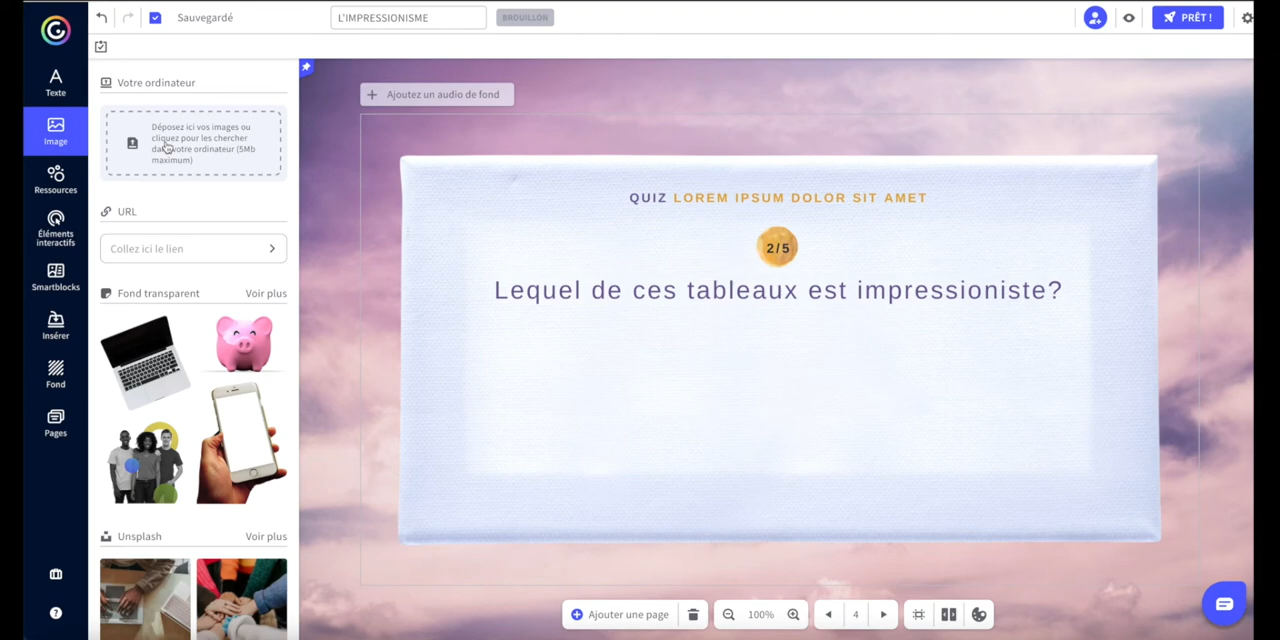 Sauvegardé
L'IMPRESSIONISME
BROUILLON
PRÊT !
Texte
Image
Ressources
Éléments
interactifs
Smartblocks
Insérer
Fond
Pages
Votre ordinateur
Déposez ici vos images ou
cliquez pour les chercher
dans votre ordinateur (5Mb
maximum)
URL
Collez ici le lien
Fond transparent
Voir plus
Unsplash
Voir plus
Ajoutez un audio de fond
QUIZ LOREM IPSUM DOLOR SIT AMET
2/5
Lequel de ces tableaux est impressioniste?
Ajouter une page
100%
4